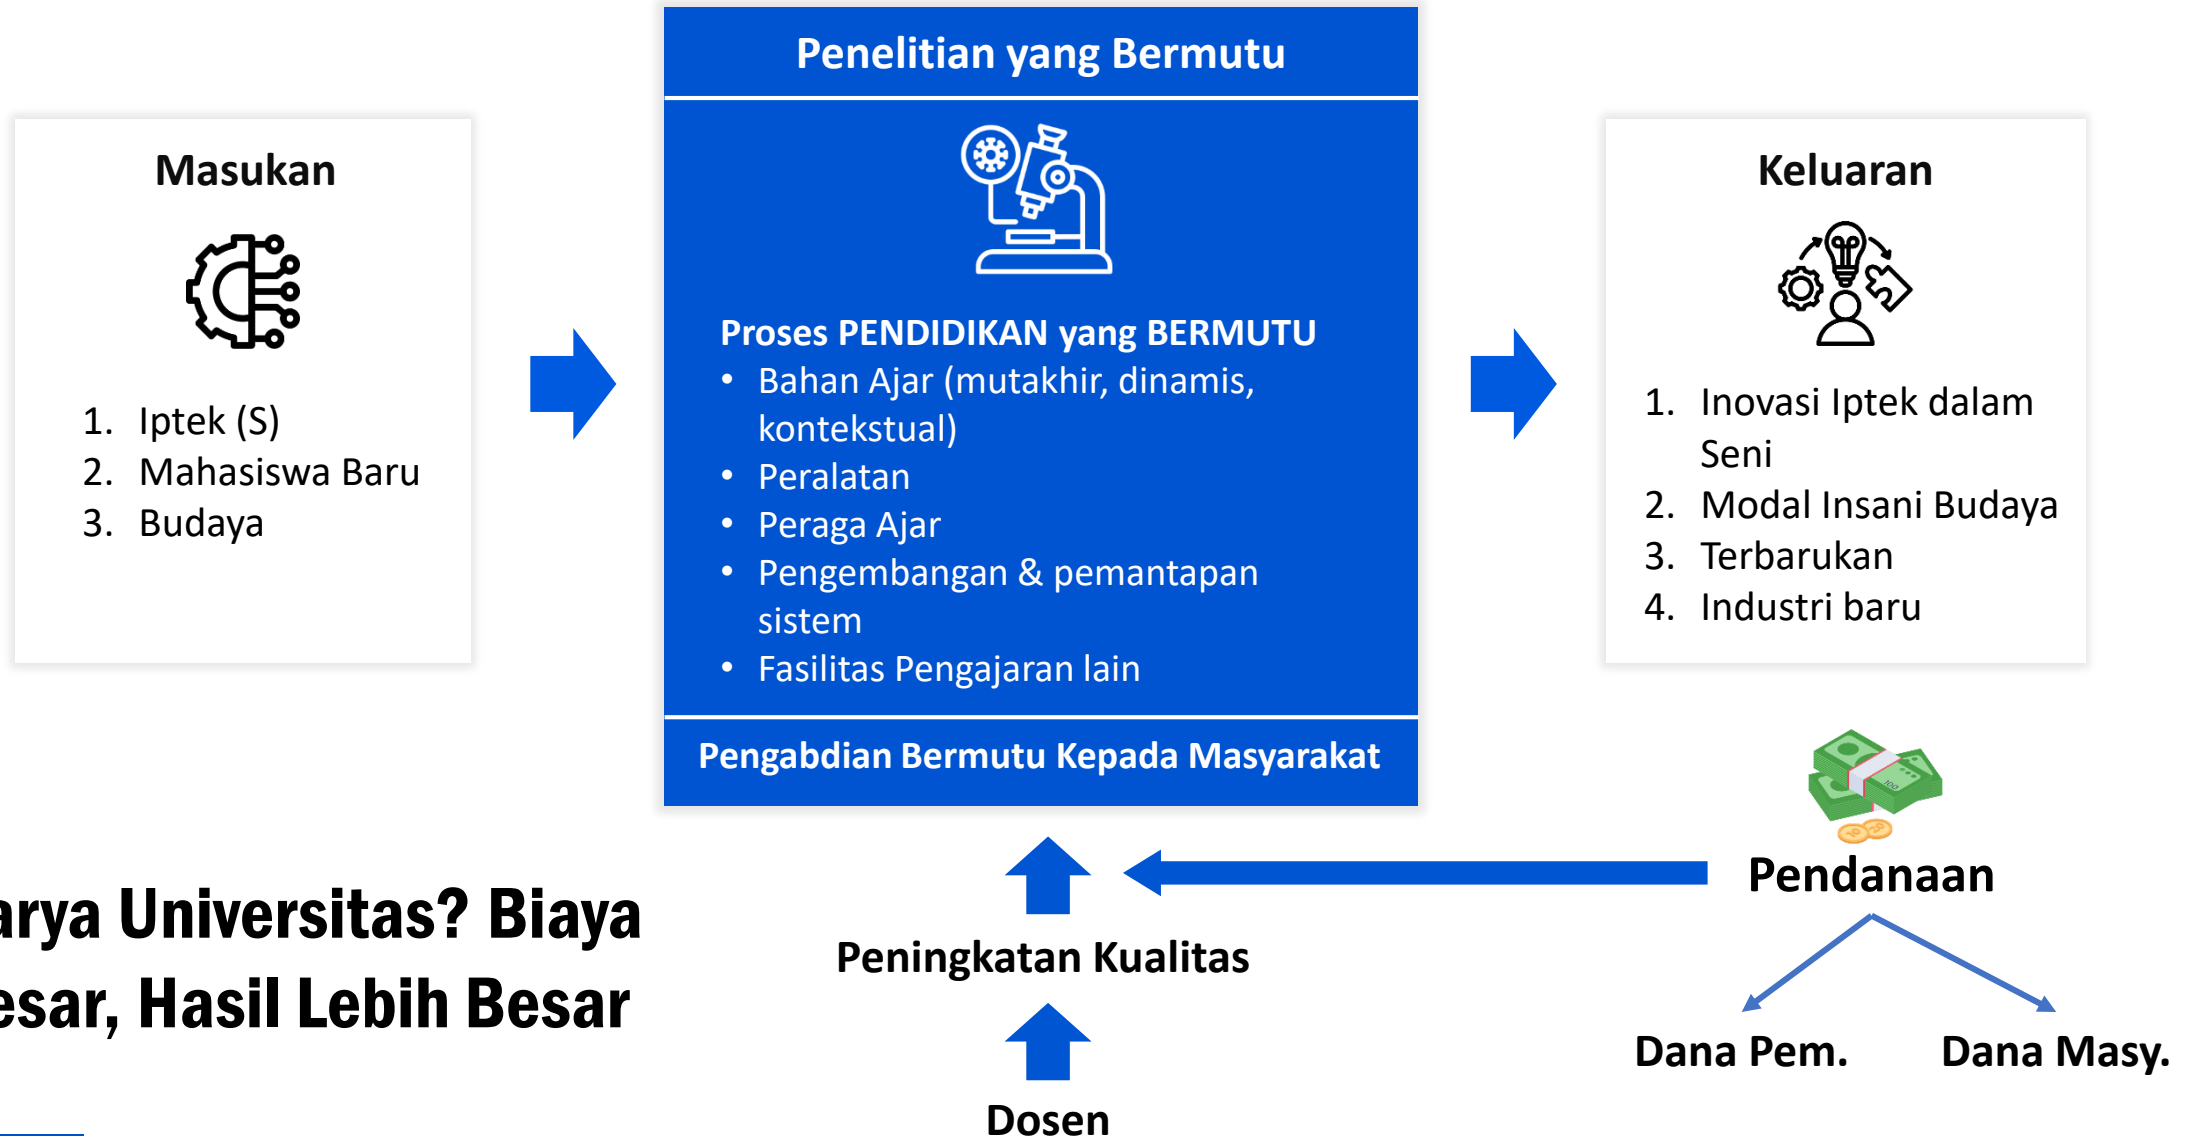 Penelitian yang Bermutu
Masukan
1. Iptek (S)
2. Mahasiswa Baru
3. Budaya
Proses PENDIDIKAN yang BERMUTU
• Bahan Ajar (mutakhir, dinamis,
kontekstual)
• Peralatan
• Peraga Ajar
• Pengembangan & pemantapan
sistem
• Fasilitas Pengajaran lain
Pengabdian Bermutu Kepada Masyarakat
Keluaran
1. Inovasi Iptek dalam
Seni
2. Modal Insani Budaya
3. Terbarukan
4. Industri baru
Pendanaan
Dana Pem.
Dana Masy.
Peningkatan Kualitas
Dosen
Universitas? Biaya
Hasil Lebih Besar